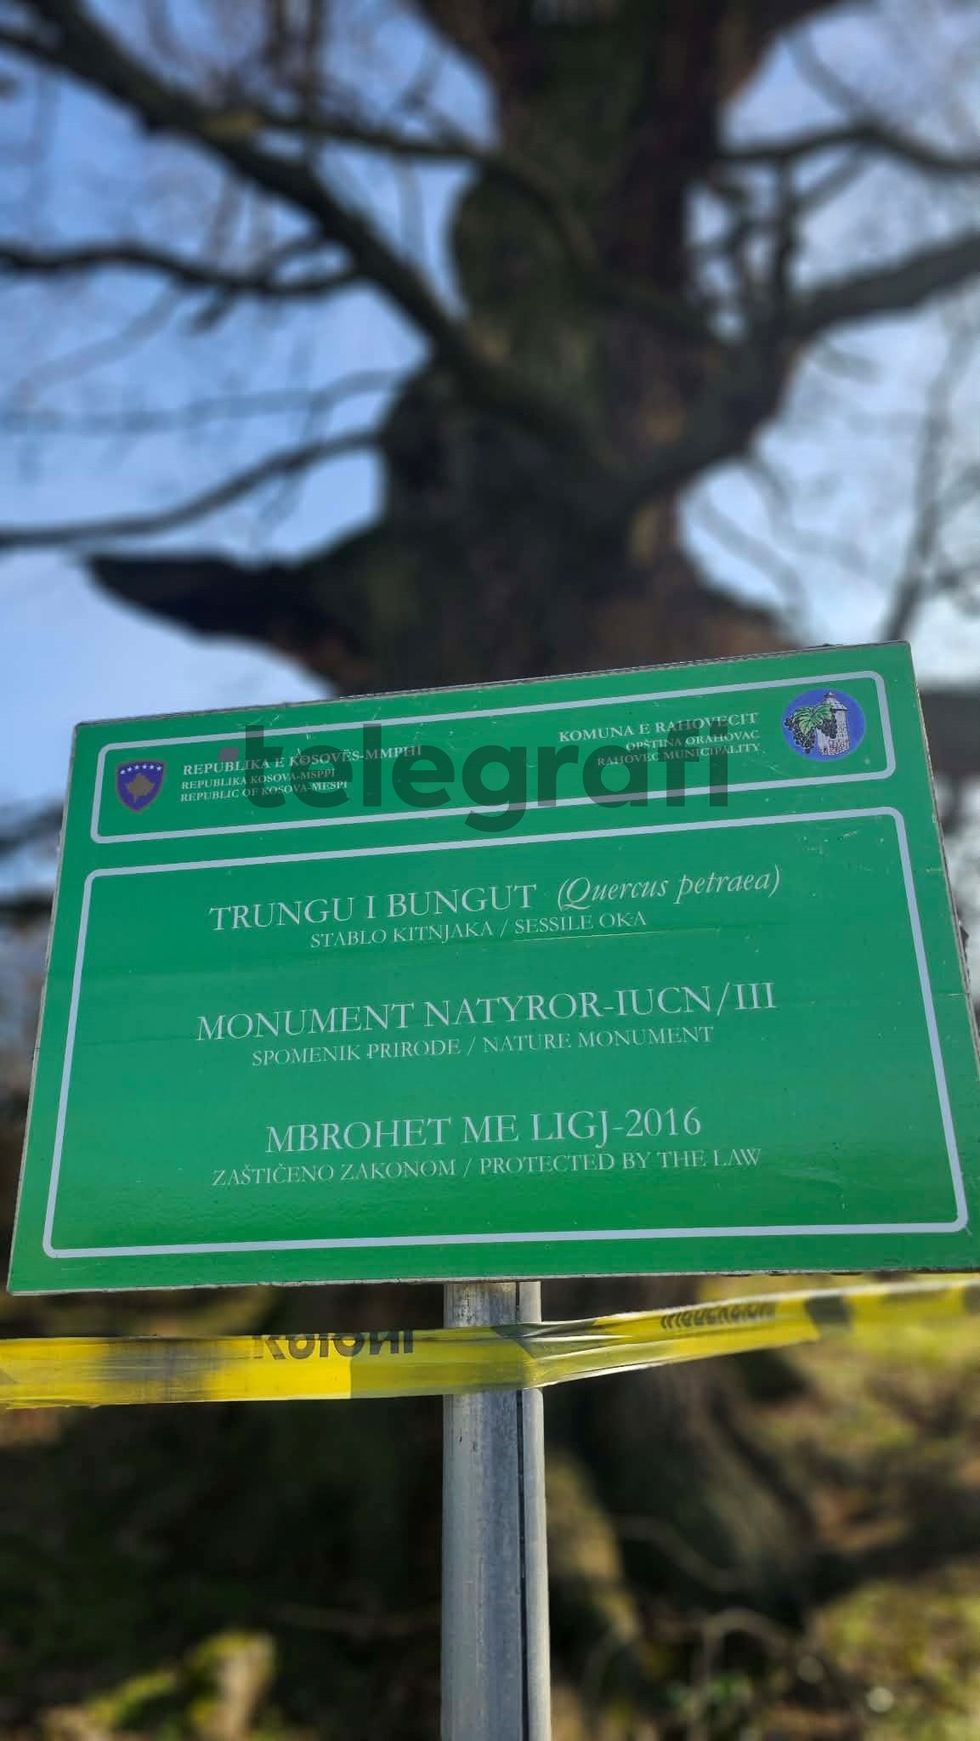 REPUBLIKA E KOSOVËS-MMPHI
REPUBLIKA KOSOVA-MSPPI
REPUBLIC OF KOSOVA-MESPI
KOMUNA E RAHOVECIT
OPŠTINA ORAHOVAC
RAHOVEC MUNICIPALITY
telegrafi
TRUNGU I BUNGUT (Quercus petraea)
STABLO KITNJAKA / SESSILE OKA
MONUMENT NATYROR-IUCN/III
SPOMENIK PRIRODE / NATURE MONUMENT
MBROHET ME LIGJ-2016
ZAŠTIČENO ZAKONOM / PROTECTED BY THE LAW